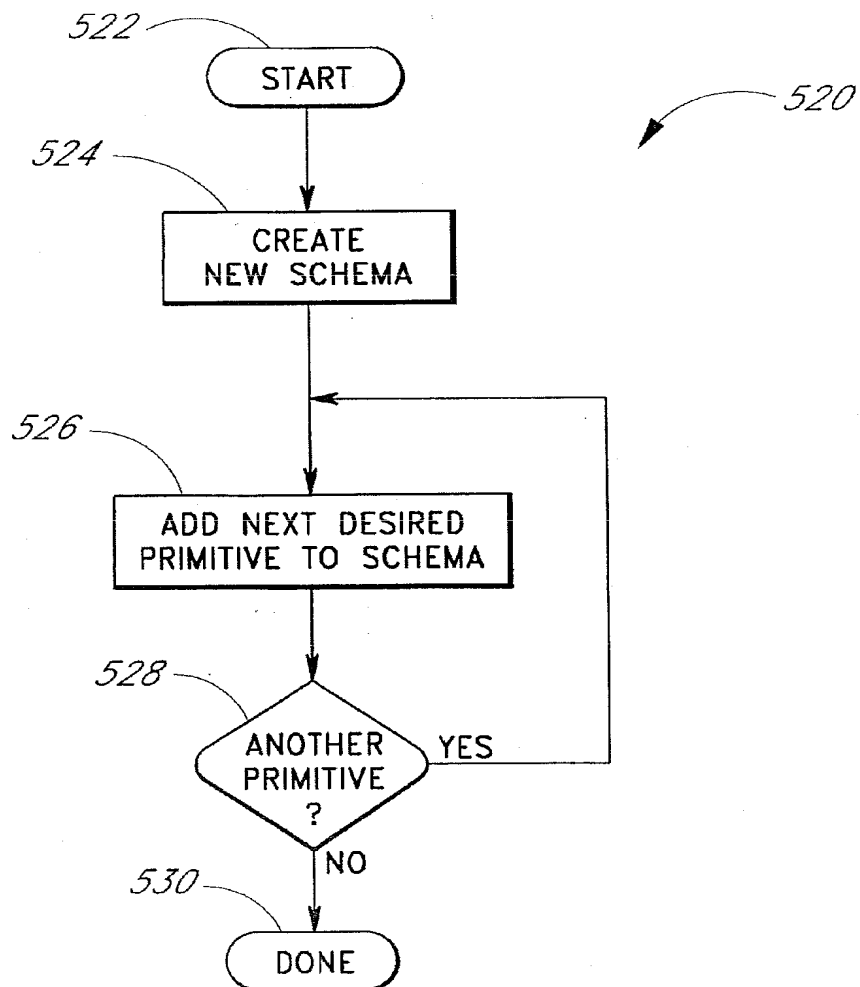 522
START
520
524
CREATE
NEW SCHEMA
526
ADD NEXT DESIRED
PRIMITIVE TO SCHEMA
528
ANOTHER
PRIMITIVE
?
YES
NO
530
DONE